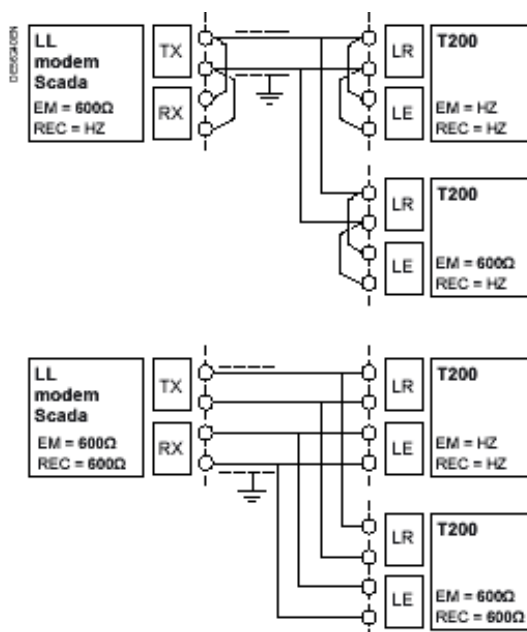 LL
modem
Scada
EM = 600Ω
REC = HZ
TX
RX
LR
LE
T200
EM = HZ
REC = HZ
LR
LE
T200
EM = 600Ω
REC = HZ
LL
modem
Scada
EM = 600Ω
REC = 600Ω
TX
RX
LR
LE
T200
EM = HZ
REC = HZ
LR
LE
T200
EM = 600Ω
REC = 600Ω